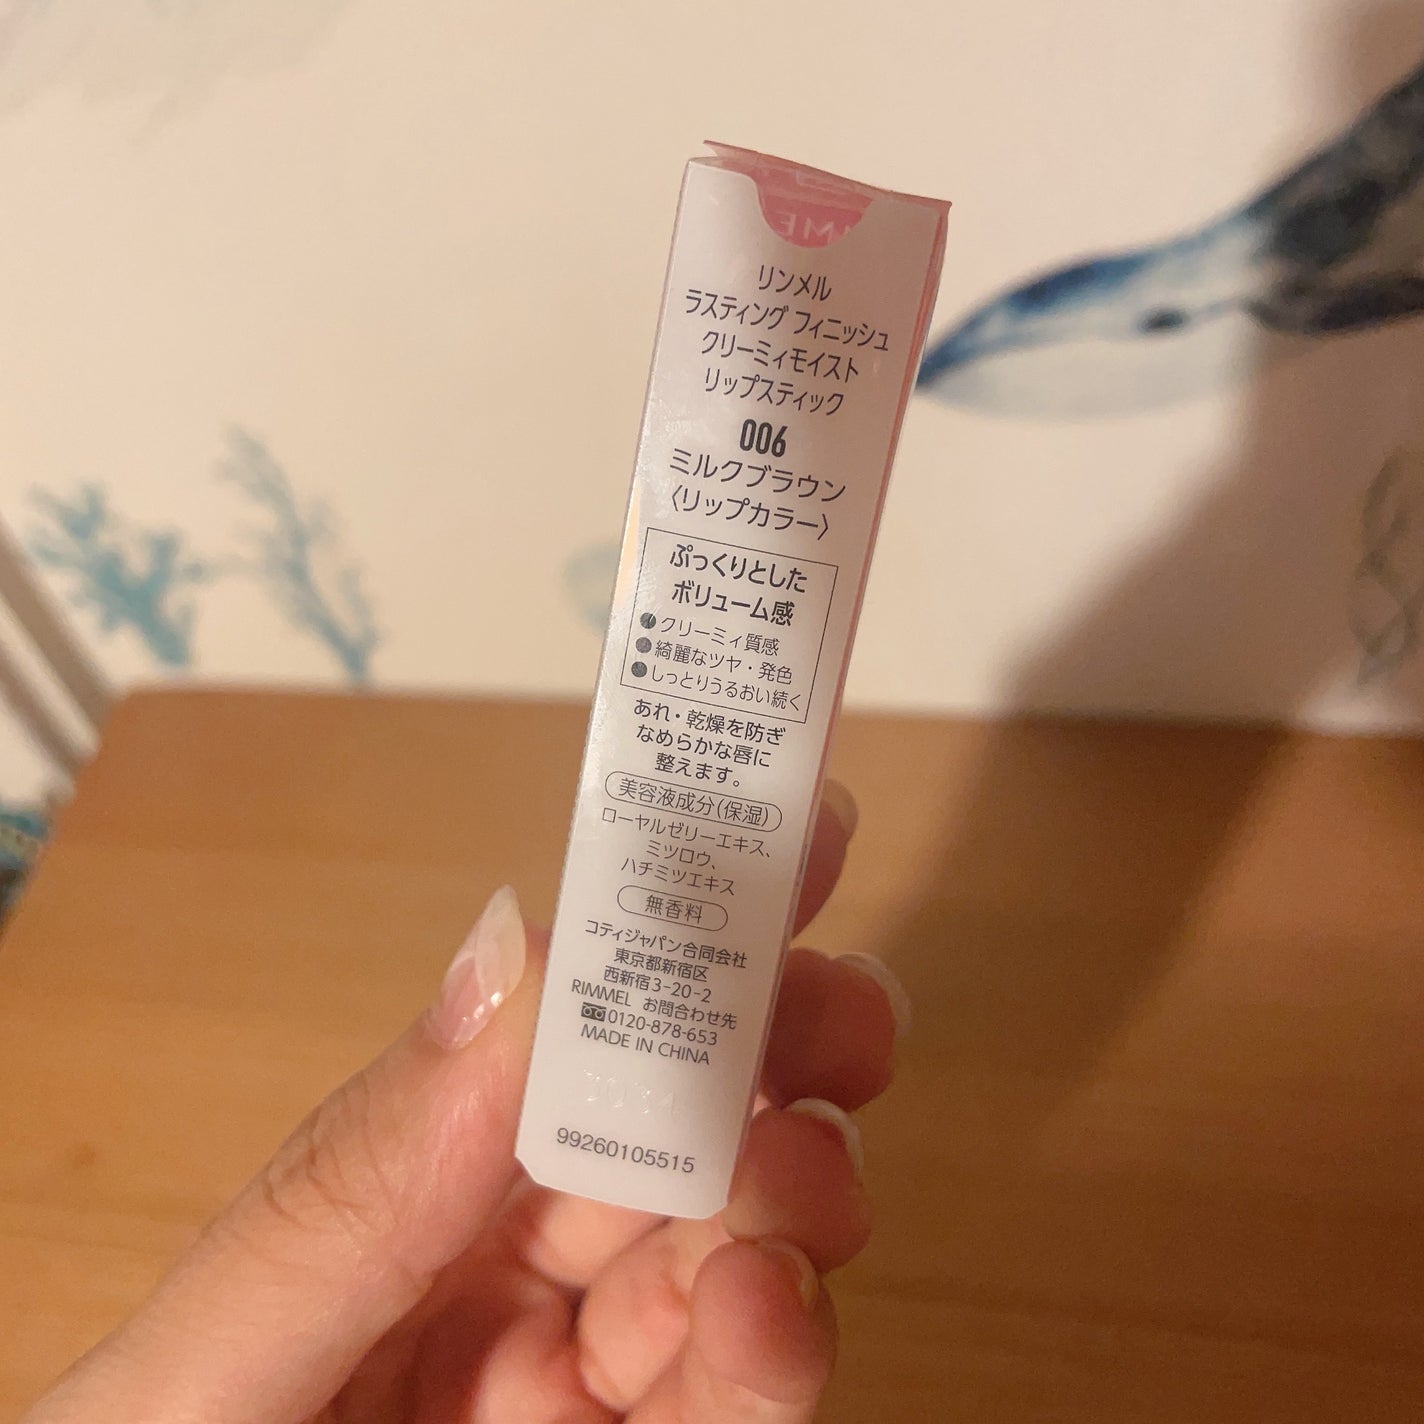 リンメル
ラスティング フィニッシュ
クリーミィモイスト
リップスティック
006
ミルクブラウン
〈リップカラー〉
ぷっくりとした
ボリューム感
●クリーミィ質感
●綺麗なツヤ・発色
●しっとりうるおい続く
あれ・乾燥を防ぎ
なめらかな唇に
整えます。
美容液成分(保湿)
ローヤルゼリーエキス、
ミツロウ、
ハチミツエキス
無香料
コティジャパン合同会社
東京都新宿区
西新宿3-20-2
RIMMEL お問合わせ先
0120-878-653
MADE IN CHINA
99260105515